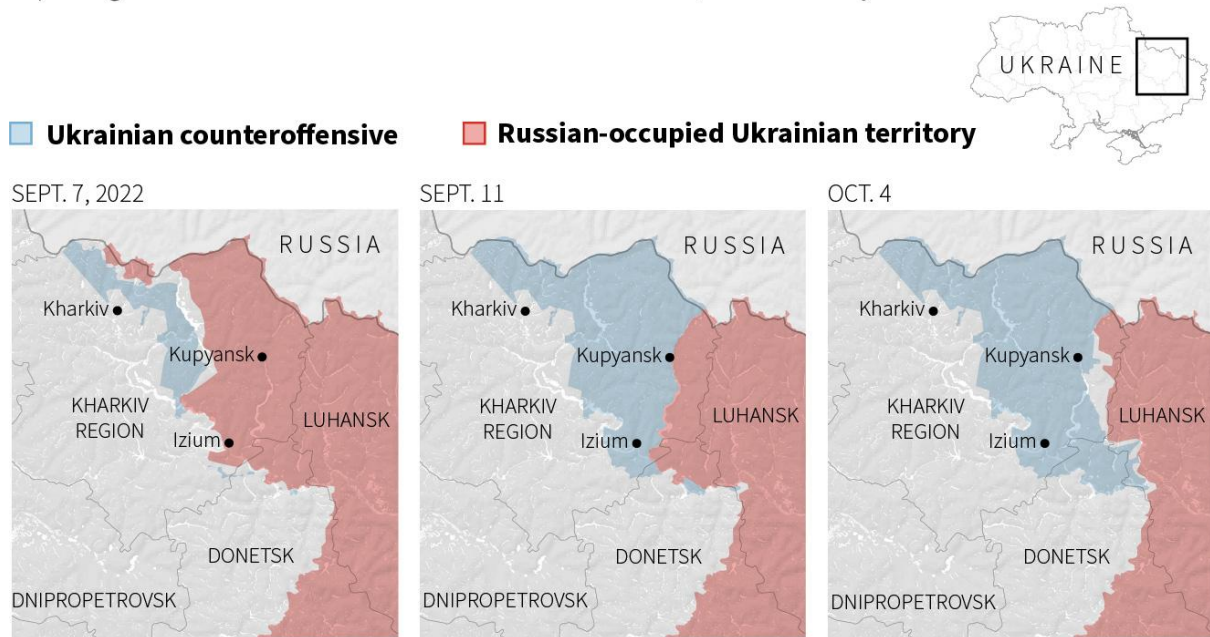 UKRAINE
Ukrainian counteroffensive
Russian-occupied Ukrainian territory
SEPT. 7, 2022
RUSSIA
Kharkiv
Kupyansk
KHARKIV
REGION
LUHANSK
Izium
DONETSK
DNIPROPETROVSK
SEPT. 11
RUSSIA
Kharkiv
Kupyansk
KHARKIV
REGION
LUHANSK
Izium
DONETSK
DNIPROPETROVSK
OCT. 4
RUSSIA
Kharkiv
Kupyansk
KHARKIV
REGION
LUHANSK
Izium
DONETSK
DNIPROPETROVSK